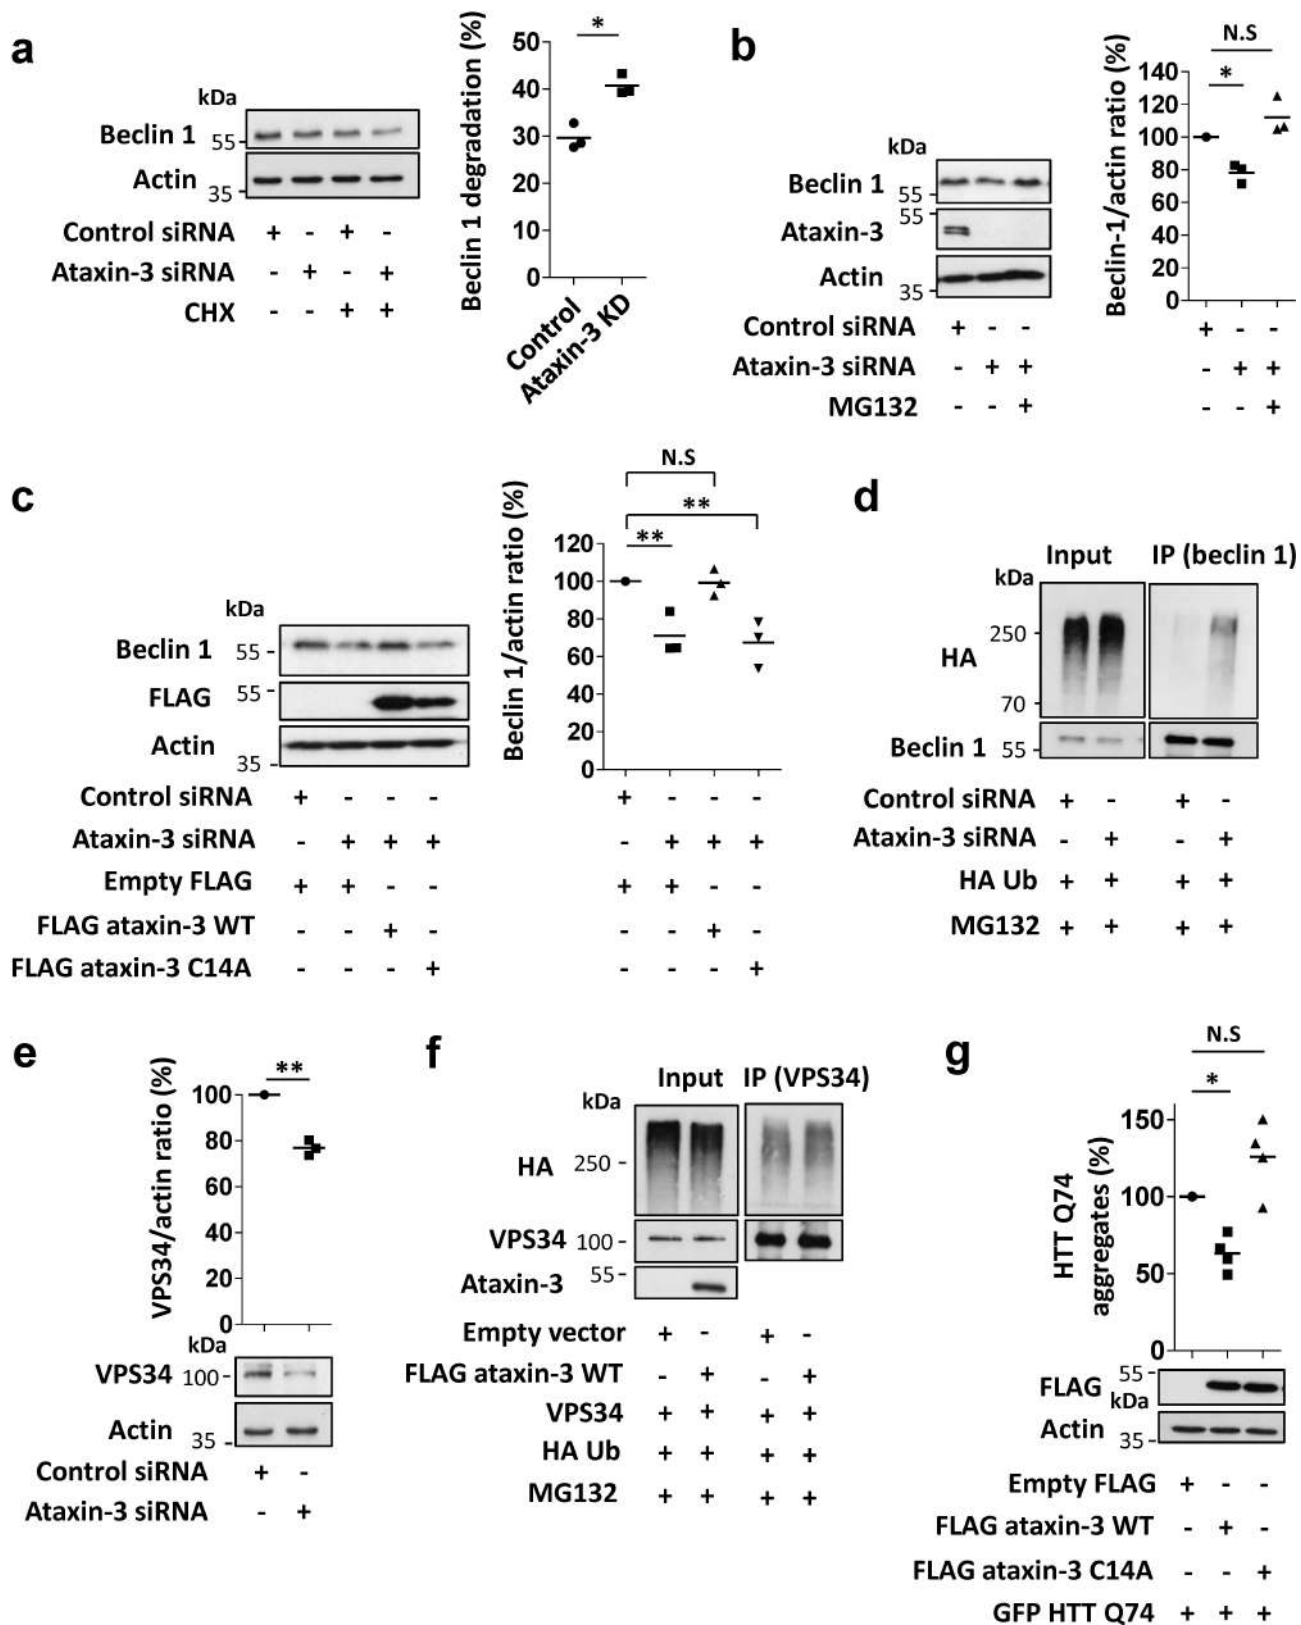 a
kDa
Beclin 1
55 -
Actin
35 -
Control siRNA + - + -
Ataxin-3 siRNA - + - +
CHX - - + +
Beclin 1 degradation (%)
50
40
30
20
10
0
*
Control
Ataxin-3 KD
b
kDa
Beclin 1
55 -
55 -
Ataxin-3
Actin
35 -
Control siRNA + - -
Ataxin-3 siRNA - + +
MG132 - - +
Beclin-1/actin ratio (%)
N.S
*
140
120
100
80
60
40
20
0
+ - -
- + +
- - +
c
kDa
Beclin 1 55 -
55 -
FLAG
Actin
35 -
Control siRNA + - - -
Ataxin-3 siRNA - + + +
Empty FLAG + + - -
FLAG ataxin-3 WT - - + -
FLAG ataxin-3 C14A - - - +
Beclin 1/actin ratio (%)
N.S
**
**
120
100
80
60
40
20
0
+ - - -
- + + +
+ + - -
- - + -
- - - +
d
Input IP (beclin 1)
kDa
250 -
HA
70 -
Beclin 1 55 -
Control siRNA + - + -
Ataxin-3 siRNA - + - +
HA Ub + + + +
MG132 + + + +
e
VPS34/actin ratio (%)
**
100
80
60
40
20
0
kDa
VPS34 100 -
Actin
35 -
Control siRNA + -
Ataxin-3 siRNA - +
f
Input IP (VPS34)
kDa
HA 250 -
VPS34 100 -
55 -
Ataxin-3
Empty vector + - + -
FLAG ataxin-3 WT - + - +
VPS34 + + + +
HA Ub + + + +
MG132 + + + +
g
N.S
*
HTT Q74
aggregates (%)
150
100
50
0
55 -
FLAG
kDa
Actin
35 -
Empty FLAG + - -
FLAG ataxin-3 WT - + -
FLAG ataxin-3 C14A - - +
GFP HTT Q74 + + +